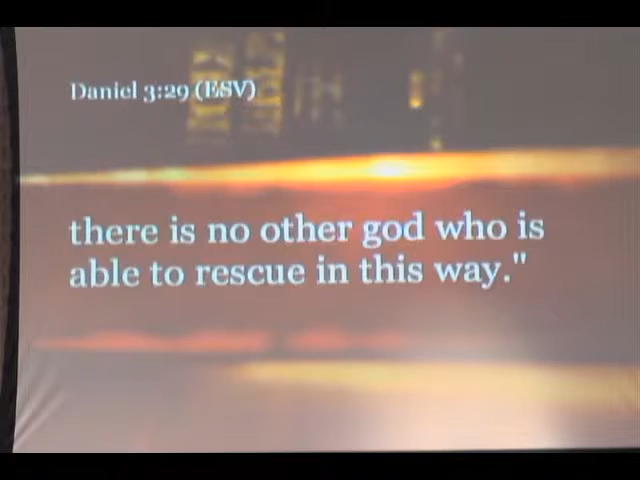 Daniel 3:29 (ESV)
there is no other god who is
able to rescue in this way."